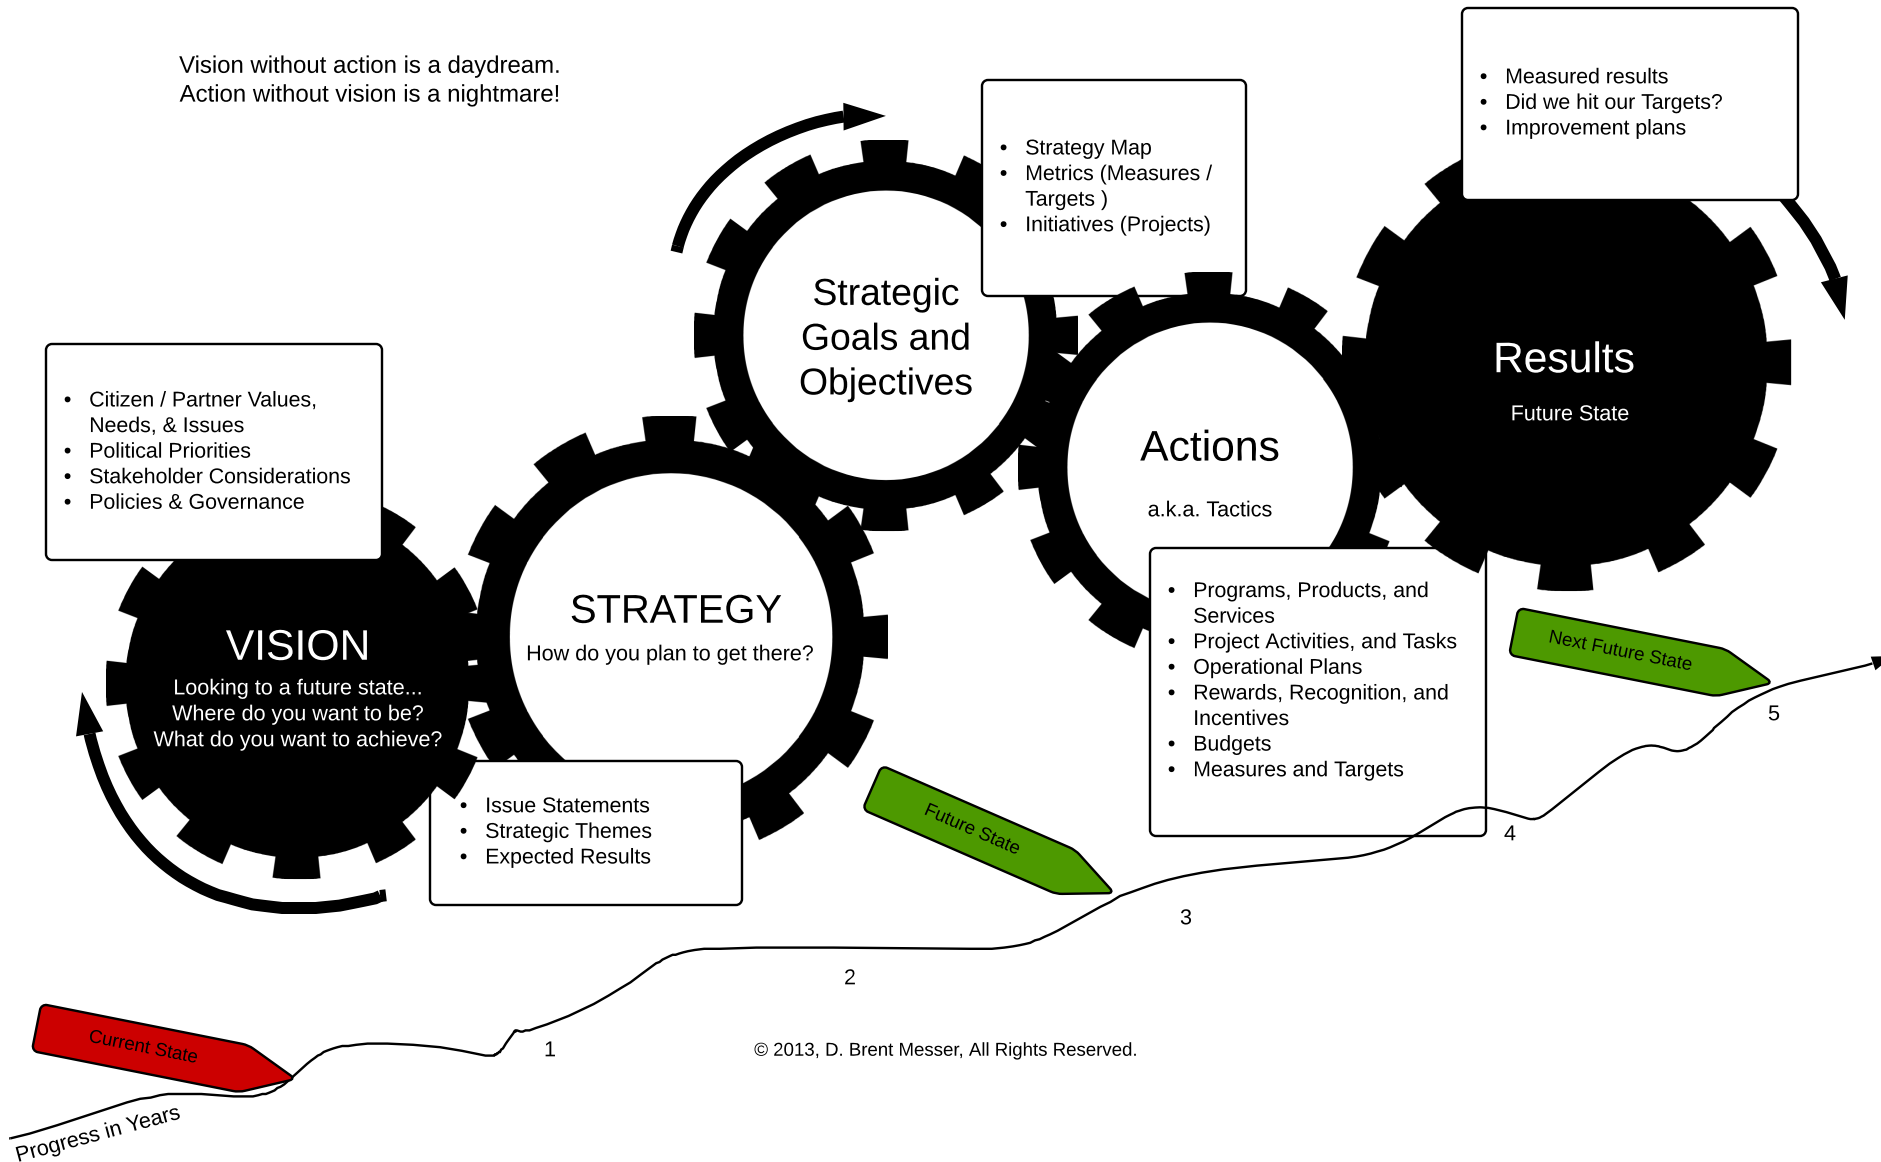 Vision without action is a daydream.
Action without vision is a nightmare!
• Measured results
• Did we hit our Targets?
• Improvement plans
• Strategy Map
• Metrics (Measures /
Targets )
• Initiatives (Projects)
Strategic
Goals and
Objectives
Results
Future State
• Citizen / Partner Values,
Needs, & Issues
• Political Priorities
• Stakeholder Considerations
• Policies & Governance
Actions
a.k.a. Tactics
STRATEGY
How do you plan to get there?
VISION
Looking to a future state...
Where do you want to be?
What do you want to achieve?
• Programs, Products, and
Services
• Project Activities, and Tasks
• Operational Plans
• Rewards, Recognition, and
Incentives
• Budgets
• Measures and Targets
Next Future State
• Issue Statements
• Strategic Themes
• Expected Results
Future State
5
4
3
2
1
Current State
© 2013, D. Brent Messer, All Rights Reserved.
Progress in Years